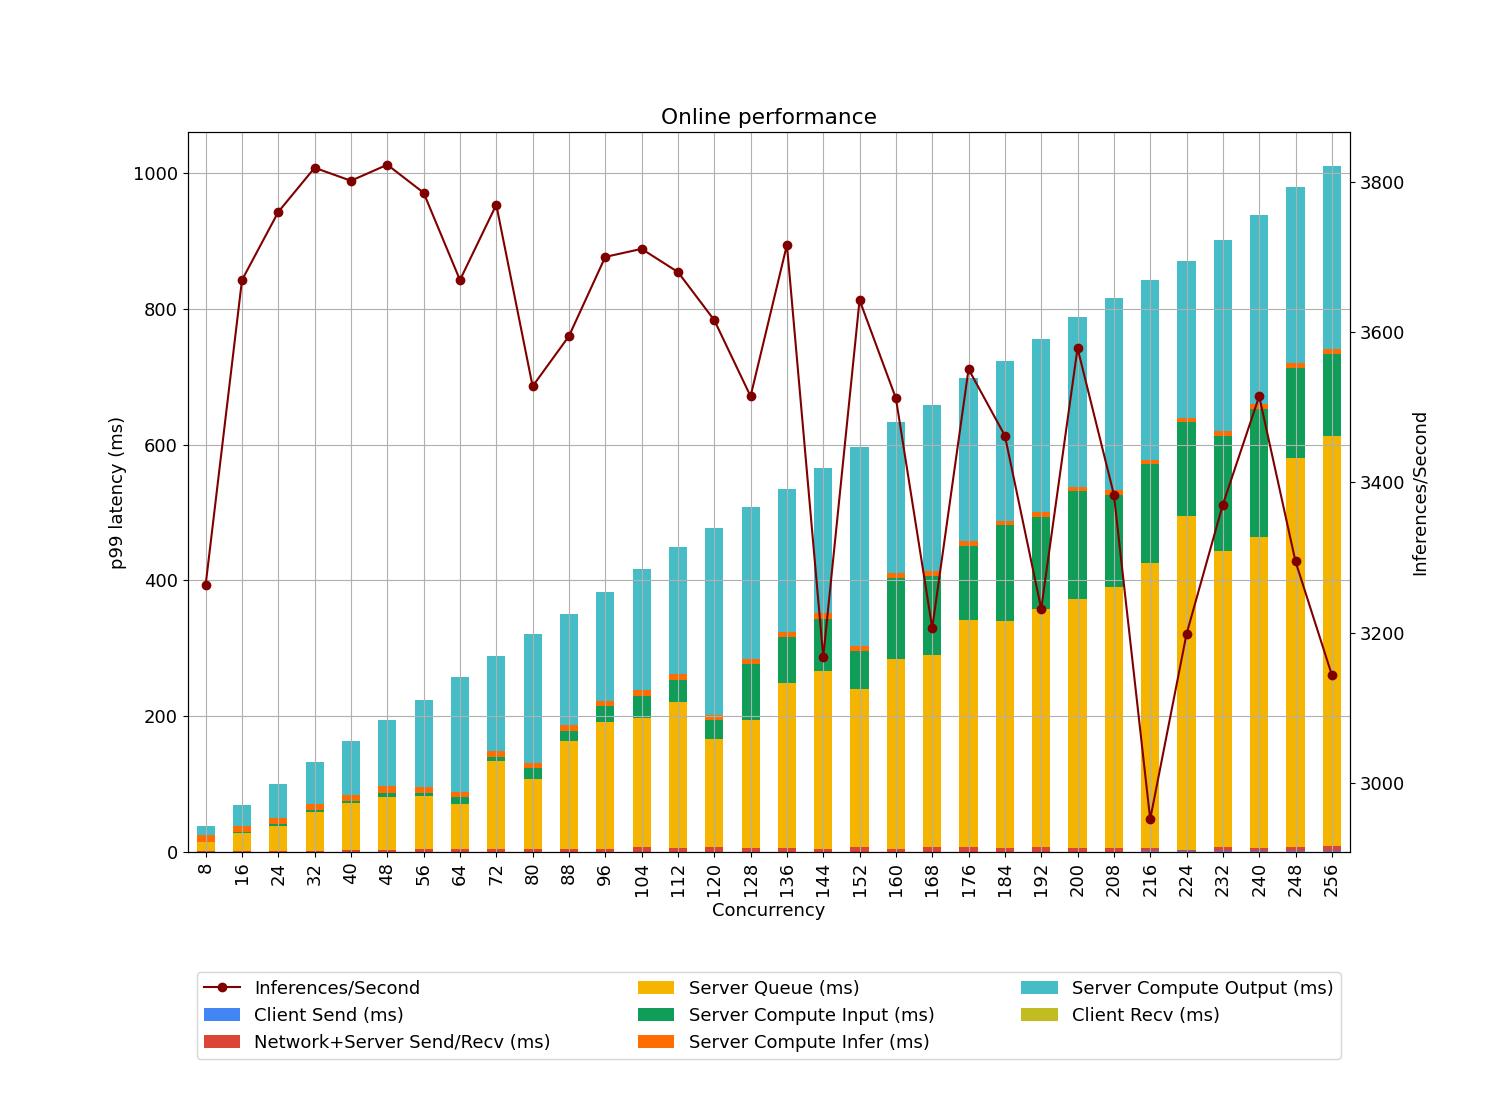 Online performance
1000
800
600
400
200
0
p99 latency (ms)
3800
3600
3400
3200
3000
Inferences/Second
8 16 24 32 40 48 56 64 72 80 88 96 104 112 120 128 136 144 152 160 168 176 184 192 200 208 216 224 232 240 248 256
Concurrency
Inferences/Second
Client Send (ms)
Network+Server Send/Recv (ms)
Server Queue (ms)
Server Compute Input (ms)
Server Compute Infer (ms)
Server Compute Output (ms)
Client Recv (ms)